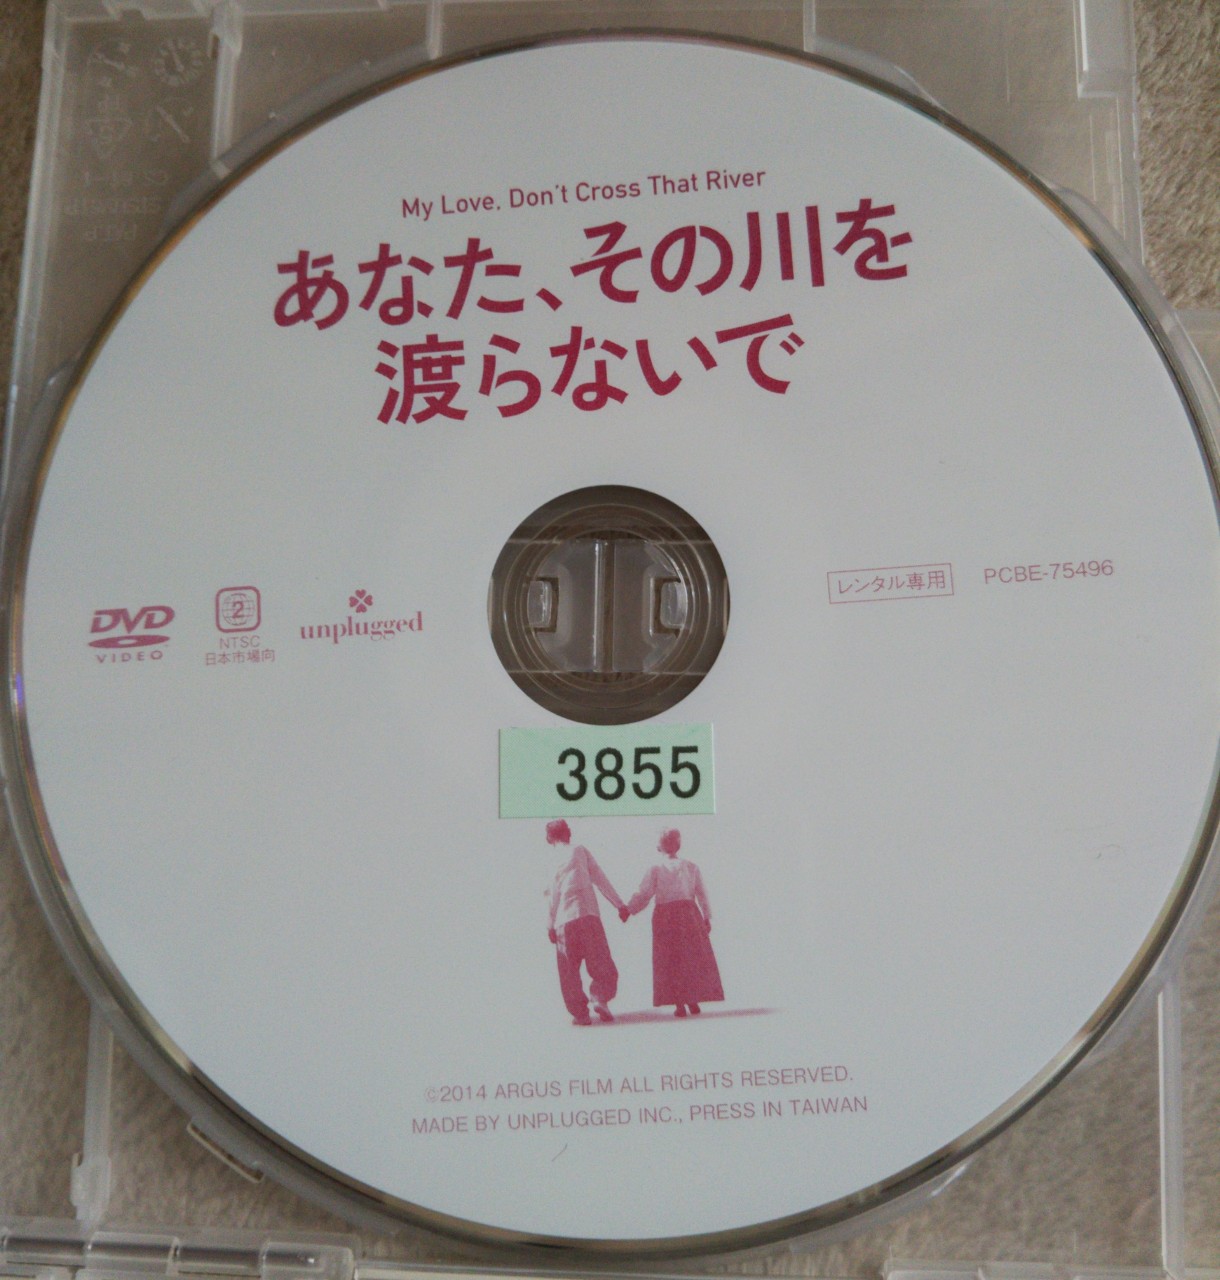 My Love, Don't Cross That River
あなた、その川を
渡らないで
DVD
VIDEO
2
NTSC
日本市場向
unplugged
レンタル専用
PCBE-75496
3855
©2014 ARGUS FILM ALL RIGHTS RESERVED.
MADE BY UNPLUGGED INC., PRESS IN TAIWAN